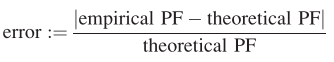 error := |empirical PF − theoretical PF| / theoretical PF